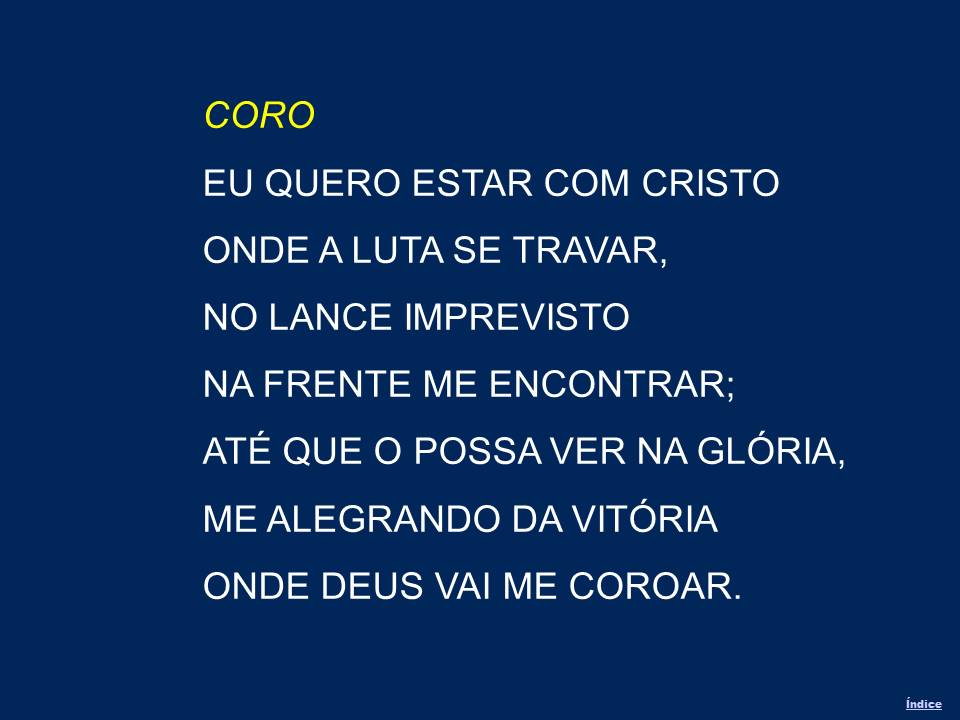 CORO
EU QUERO ESTAR COM CRISTO
ONDE A LUTA SE TRAVAR,
NO LANCE IMPREVISTO
NA FRENTE ME ENCONTRAR;
ATÉ QUE O POSSA VER NA GLÓRIA,
ME ALEGRANDO DA VITÓRIA
ONDE DEUS VAI ME COROAR.
Índice